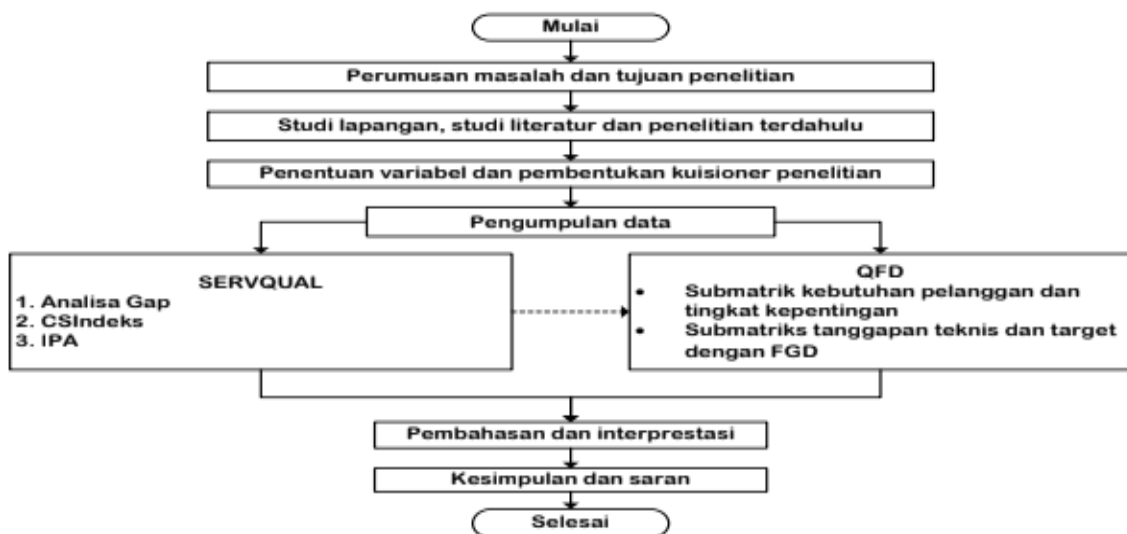 Mulai
Perumusan masalah dan tujuan penelitian
Studi lapangan, studi literatur dan penelitian terdahulu
Penentuan variabel dan pembentukan kuisioner penelitian
Pengumpulan data
SERVQUAL
1. Analisa Gap
2. CSIndeks
3. IPA
QFD
• Submatrik kebutuhan pelanggan dan
tingkat kepentingan
• Submatriks tanggapan teknis dan target
dengan FGD
Pembahasan dan interprestasi
Kesimpulan dan saran
Selesai